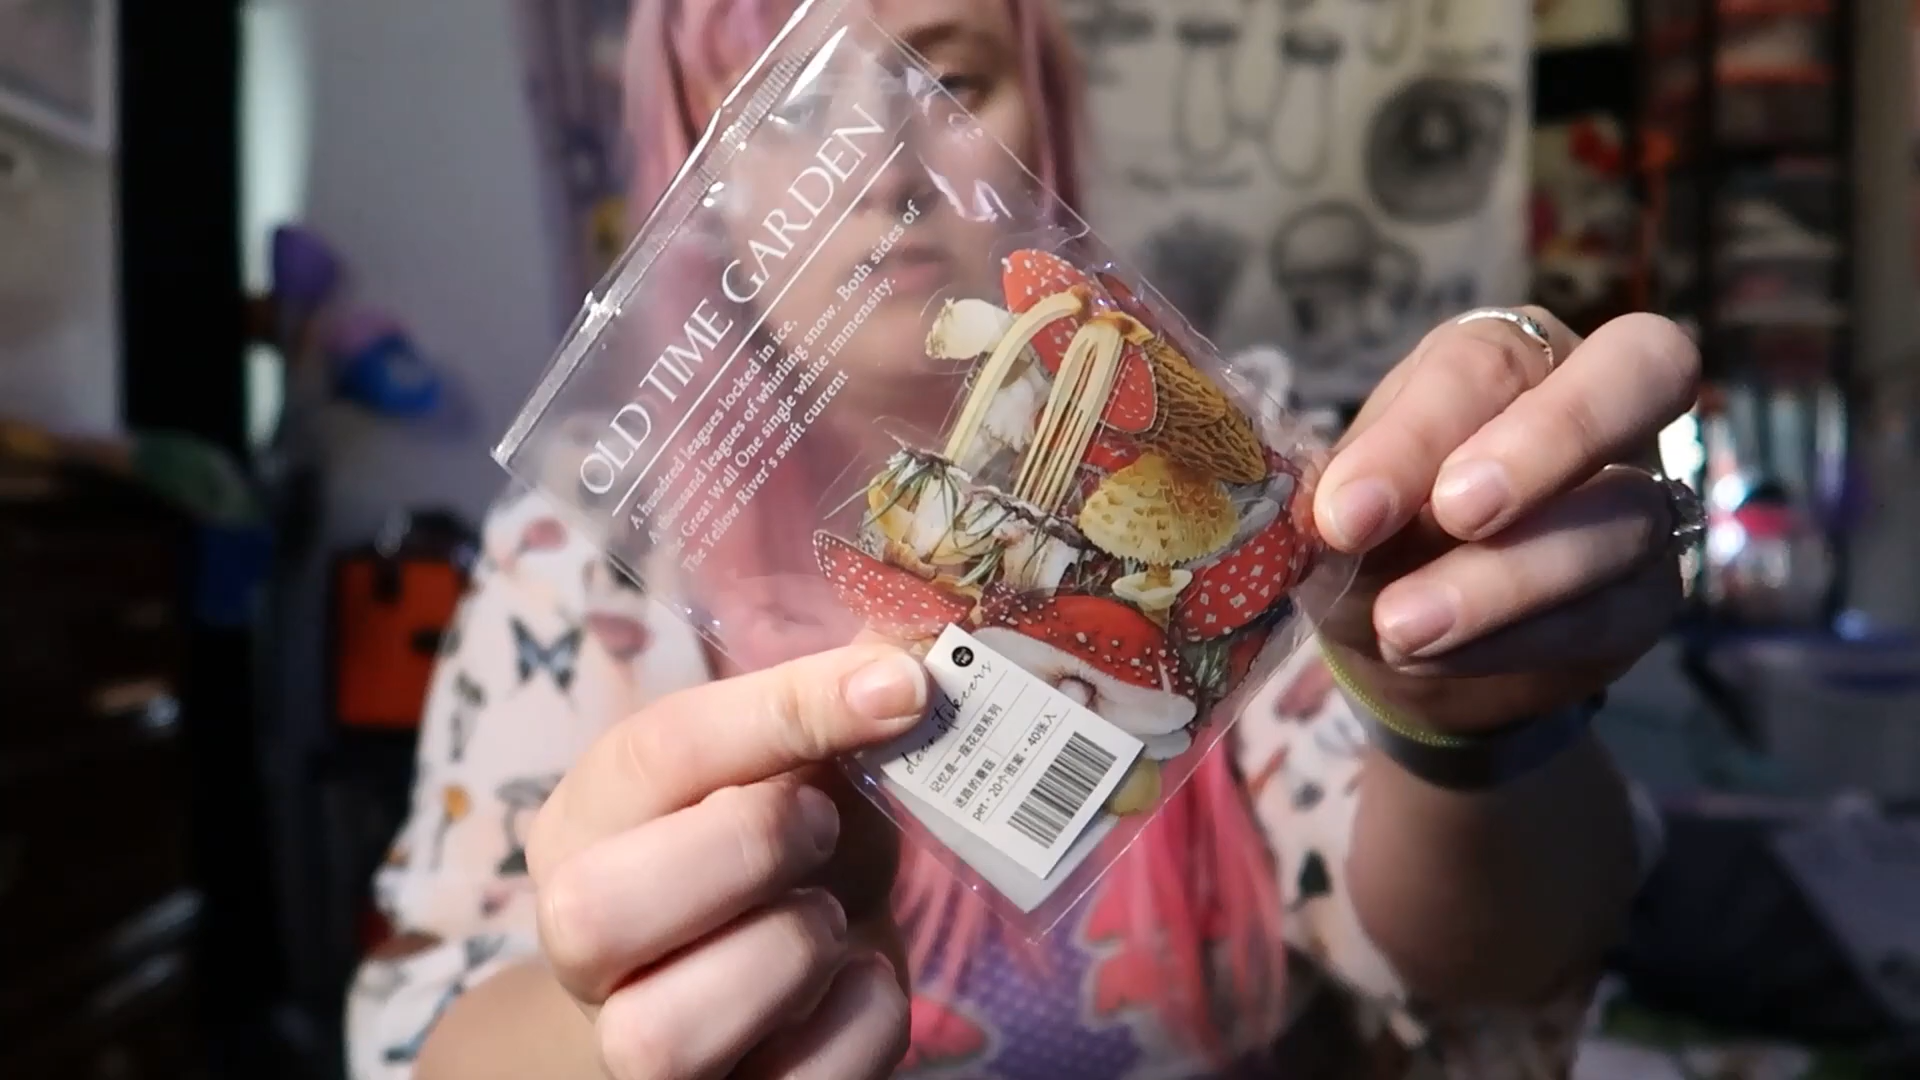 OLD TIME GARDEN
A hundred leagues locked in ice,
A thousand leagues of whirling snow. Both sides of
e Great Wall One single white immensity.
The Yellow River's swift current
deer stickers
记忆是一座花园系列
迷路的蘑菇
pet・20个图案・40张入